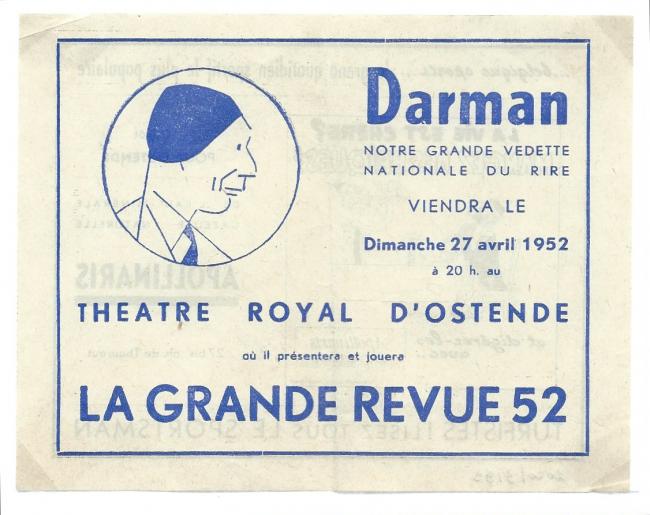 Darman
NOTRE GRANDE VEDETTE
NATIONALE DU RIRE
VIENDRA LE
Dimanche 27 avril 1952
à 20 h. au
THEATRE ROYAL D'OSTENDE
où il présentera et jouera
LA GRANDE REVUE 52